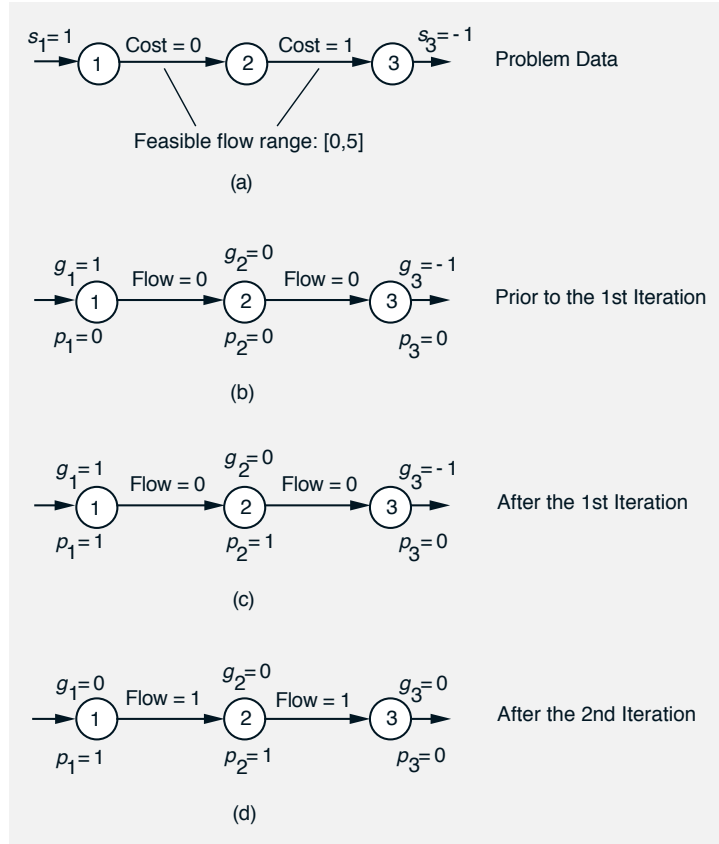 s1=1 Cost = 0 Cost = 1 s3=- 1
1 2 3 Problem Data
Feasible flow range: [0,5]
(a)
g1=1 g2=0 g3=- 1
Flow = 0 Flow = 0
1 2 3 Prior to the 1st Iteration
p1=0 p2=0 p3=0
(b)
g1=1 g2=0 g3=- 1
Flow = 0 Flow = 0
1 2 3 After the 1st Iteration
p1=1 p2=1 p3=0
(c)
g1=0 g2=0 g3=0
Flow = 1 Flow = 1
1 2 3 After the 2nd Iteration
p1=1 p2=1 p3=0
(d)